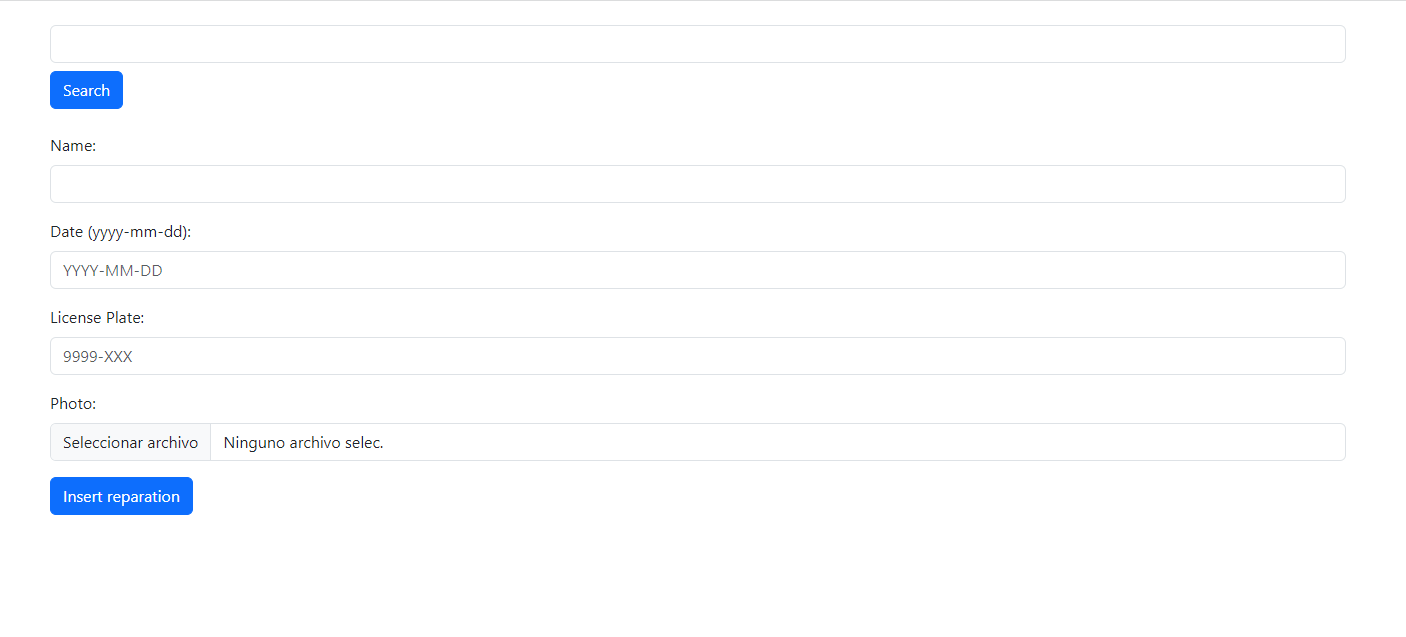 Search
Name:
Date (yyyy-mm-dd):
YYYY-MM-DD
License Plate:
9999-XXX
Photo:
Seleccionar archivo Ninguno archivo selec.
Insert reparation